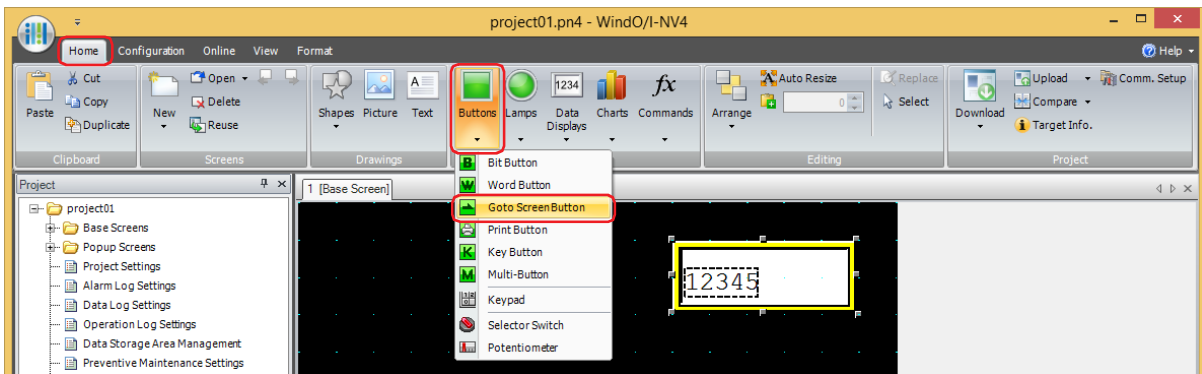 project01.pn4 - WindO/I-NV4
Home Configuration Online View Format Help
Cut
Copy
Duplicate
Paste
Clipboard
New
Open
Delete
Reuse
Screens
Shapes Picture Text
Drawings
Buttons Lamps Data Displays Charts Commands
1234
fx
Arrange
Auto Resize
0
Replace
Select
Editing
Download
Upload
Compare
Target Info.
Comm. Setup
Project
Bit Button
Word Button
Goto Screen Button
Print Button
Key Button
Multi-Button
Keypad
Selector Switch
Potentiometer
Project
project01
Base Screens
Popup Screens
Project Settings
Alarm Log Settings
Data Log Settings
Operation Log Settings
Data Storage Area Management
Preventive Maintenance Settings
1 [Base Screen]
12345